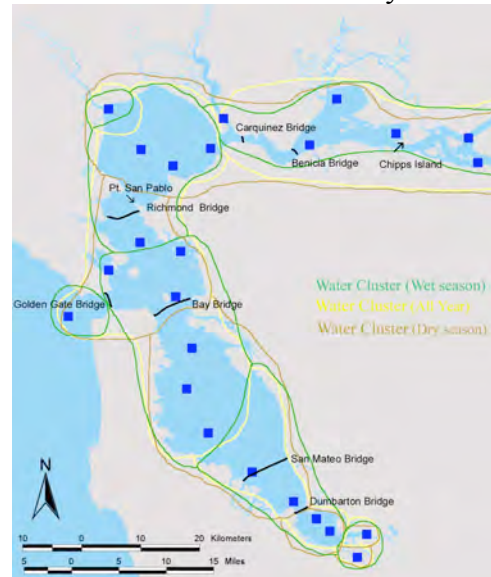 Carquinez Bridge
Benicia Bridge
Chipps Island
Pt. San Pablo
Richmond Bridge
Water Cluster (Wet season)
Golden Gate Bridge
Bay Bridge
Water Cluster (All Year)
Water Cluster (Dry season)
San Mateo Bridge
N
Dumbarton Bridge
10 0 10 20 Kilometers
5 0 5 10 15 Miles